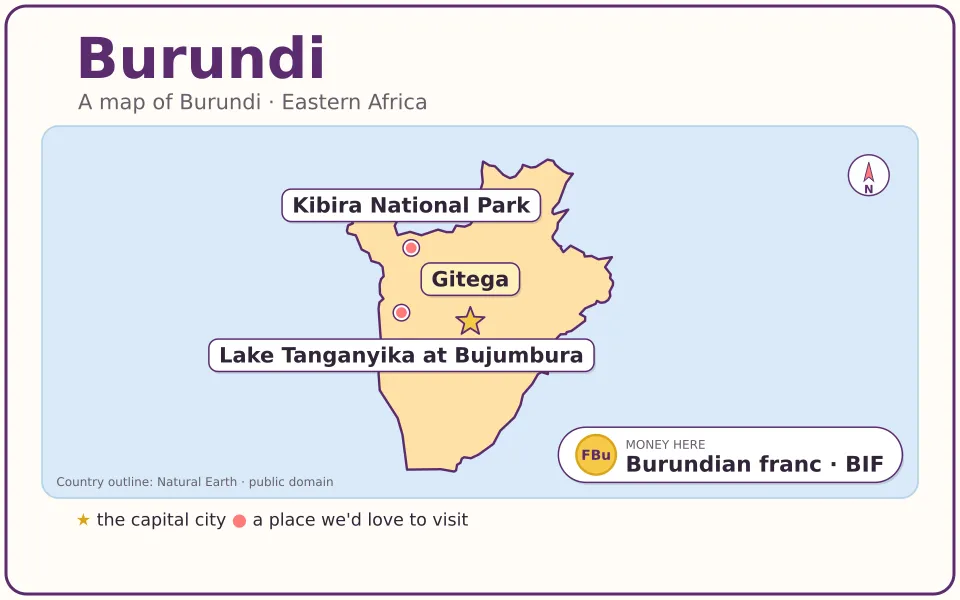 Burundi
A map of Burundi · Eastern Africa
N
Kibira National Park
Gitega
Lake Tanganyika at Bujumbura
FBu
MONEY HERE
Burundian franc · BIF
Country outline: Natural Earth · public domain
★ the capital city ● a place we'd love to visit